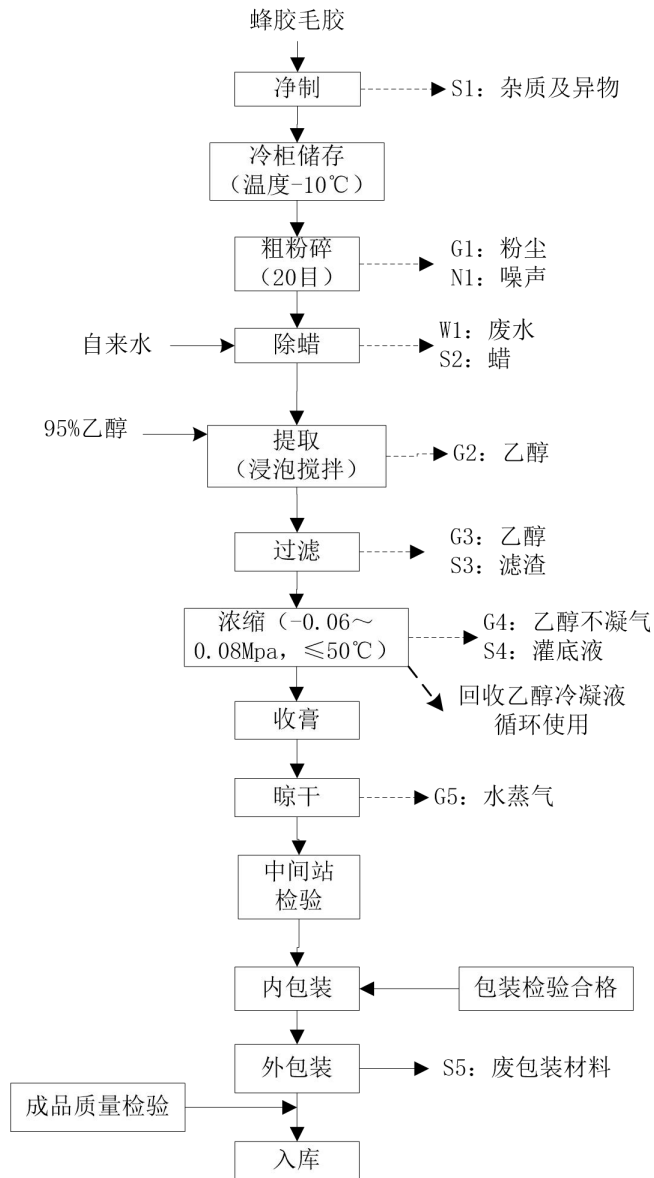 蜂胶毛胶
净制
S1：杂质及异物
冷柜储存
（温度-10℃）
粗粉碎
（20目）
G1：粉尘
N1：噪声
自来水
除蜡
W1：废水
S2：蜡
95%乙醇
提取
（浸泡搅拌）
G2：乙醇
过滤
G3：乙醇
S3：滤渣
浓缩（-0.06～
0.08Mpa，≤50℃）
G4：乙醇不凝气
S4：灌底液
回收乙醇冷凝液
循环使用
收膏
晾干
G5：水蒸气
中间站
检验
内包装
包装检验合格
外包装
S5：废包装材料
成品质量检验
入库